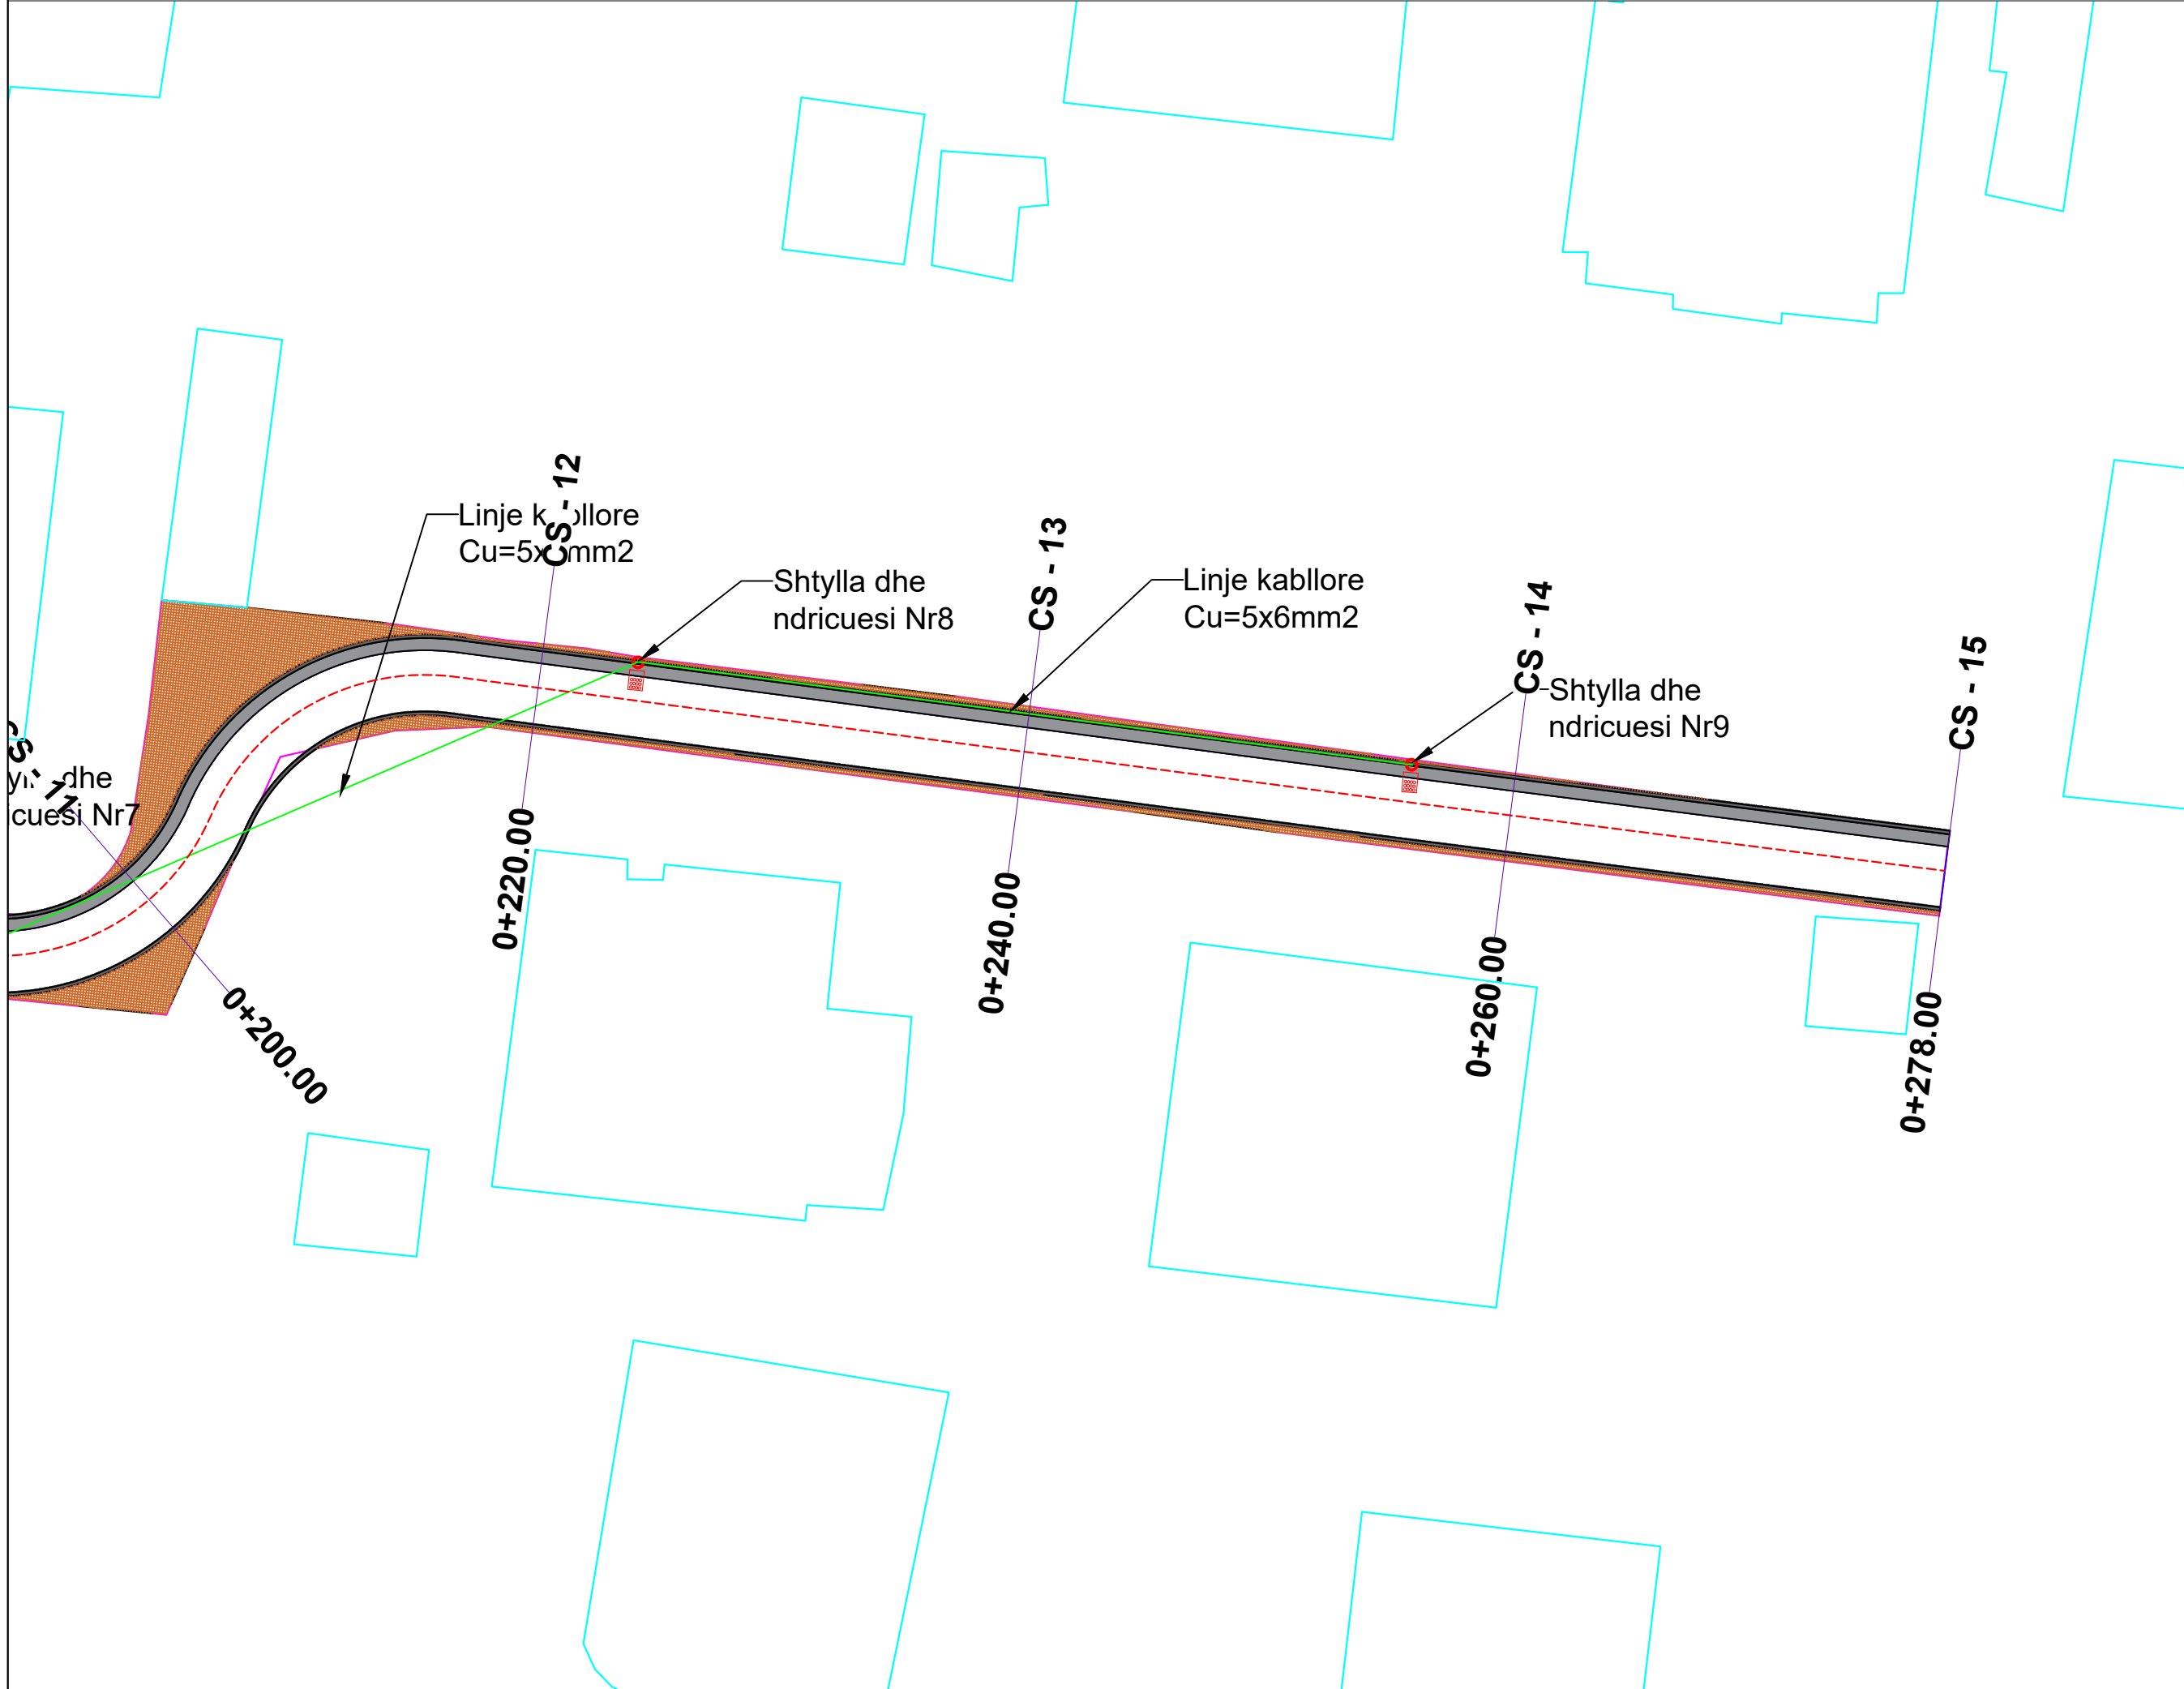 CS - 12
Linje kabllore
Cu=5x6mm2
CS - 13
Shtylla dhe
ndricuesi Nr8
Linje kabllore
Cu=5x6mm2
CS - 14
CS - 15
Shtylla dhe
ndricuesi Nr9
CS - 11
dhe
Nr7
0+220.00
0+240.00
0+260.00
0+278.00
0+200.00